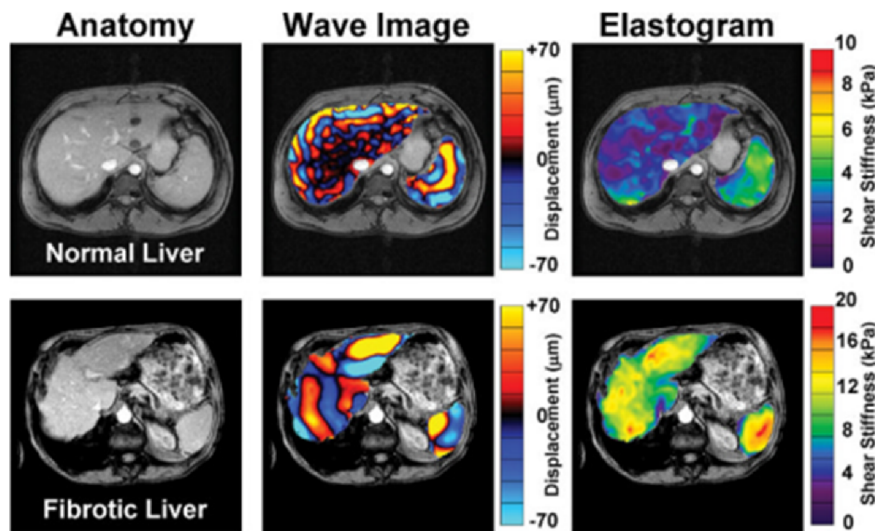 Anatomy
Wave Image
Elastogram
+70
0
-70
Displacement (μm)
10
8
6
4
2
0
Shear Stiffness (kPa)
Normal Liver
+70
0
-70
Displacement (μm)
20
16
12
8
4
0
Shear Stiffness (kPa)
Fibrotic Liver